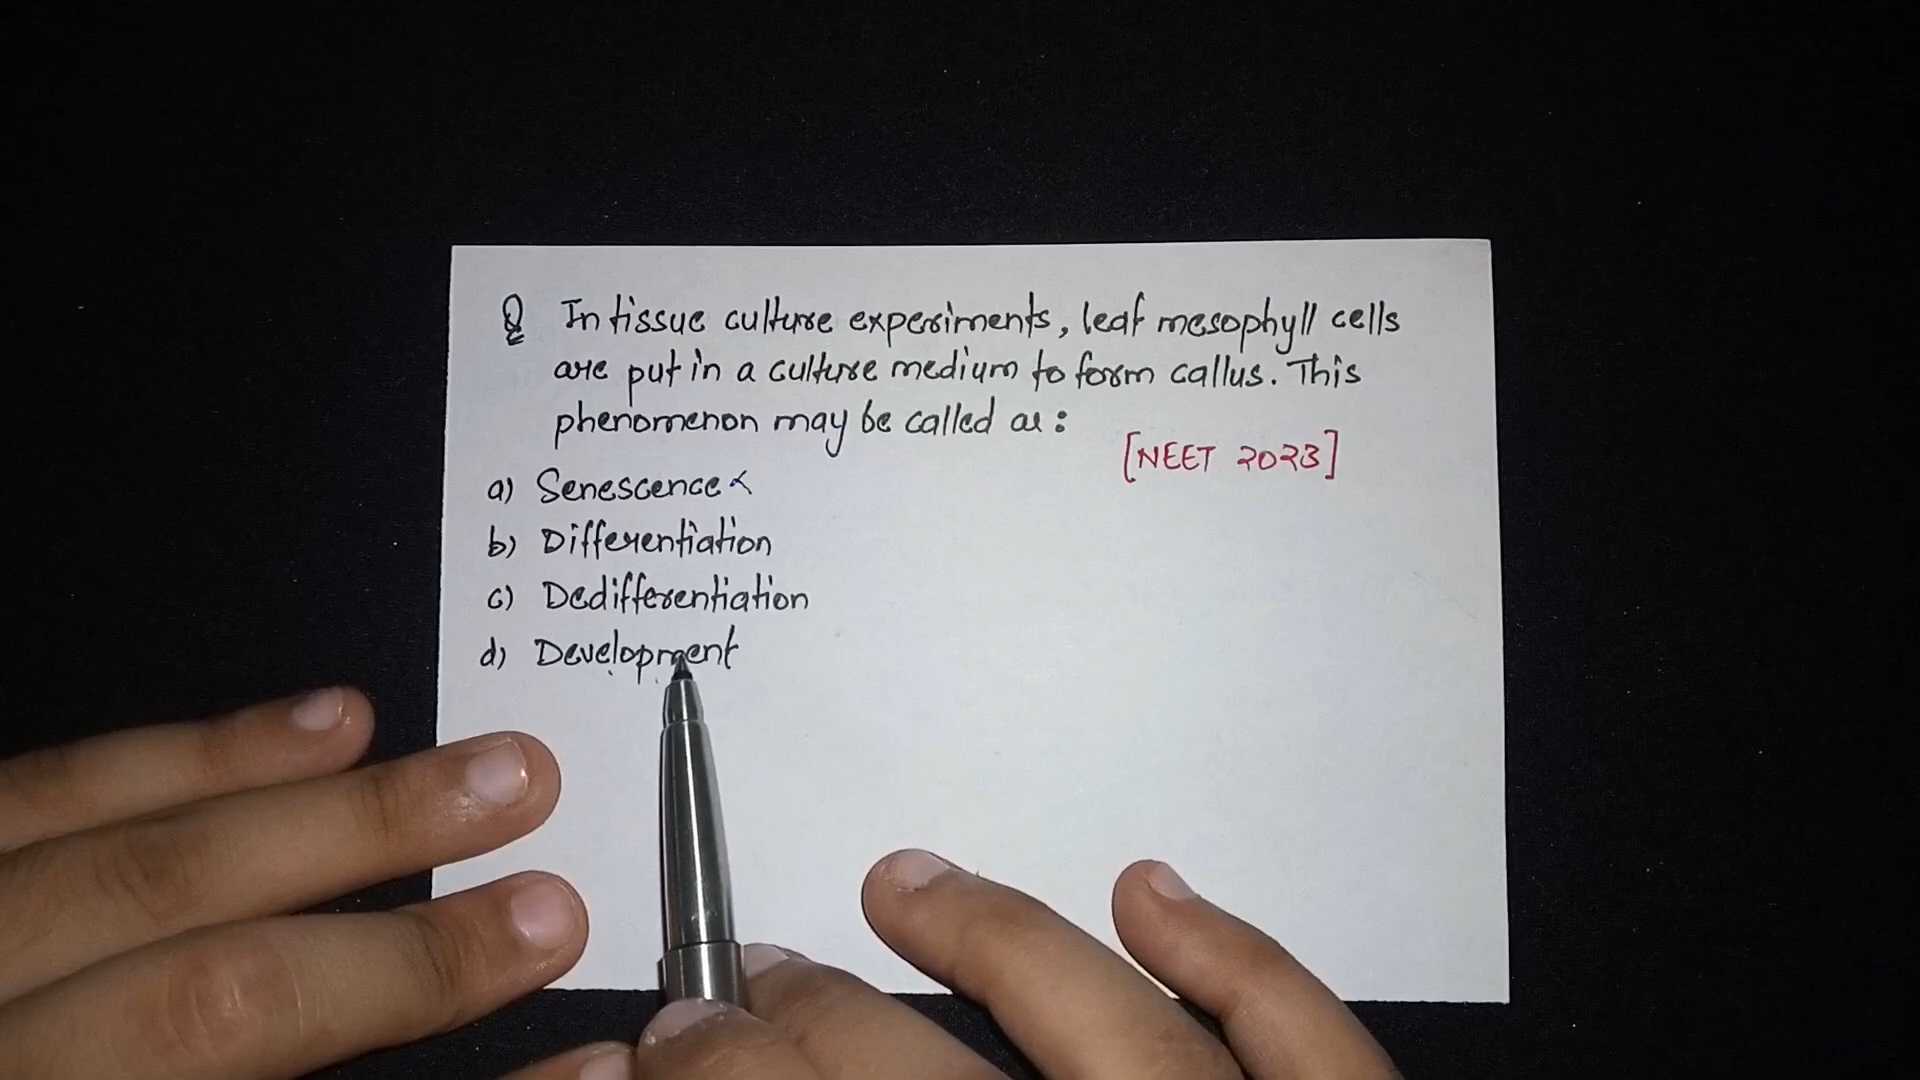 Q In tissue culture experiments, leaf mesophyll cells
are put in a culture medium to form callus. This
phenomenon may be called as:
[NEET 2023]
a) Senescence ×
b) Differentiation
c) Dedifferentiation
d) Development